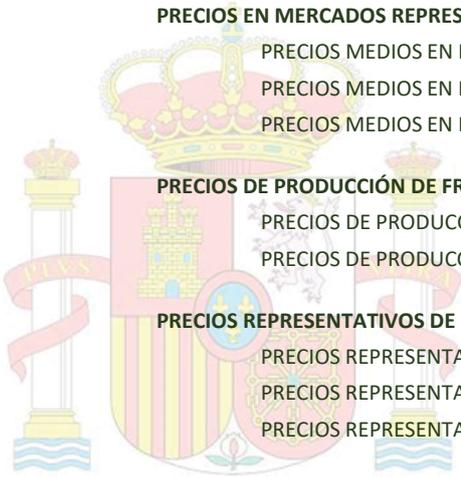 PRECIOS EN MERCADOS REPRES
PRECIOS MEDIOS EN
PRECIOS MEDIOS EN
PRECIOS MEDIOS EN
PRECIOS DE PRODUCCIÓN DE FR
PRECIOS DE PRODUCC
PRECIOS DE PRODUCC
PRECIOS REPRESENTATIVOS DE
PRECIOS REPRESENTA
PRECIOS REPRESENTA
PRECIOS REPRESENTA
PLVS
VLTRA